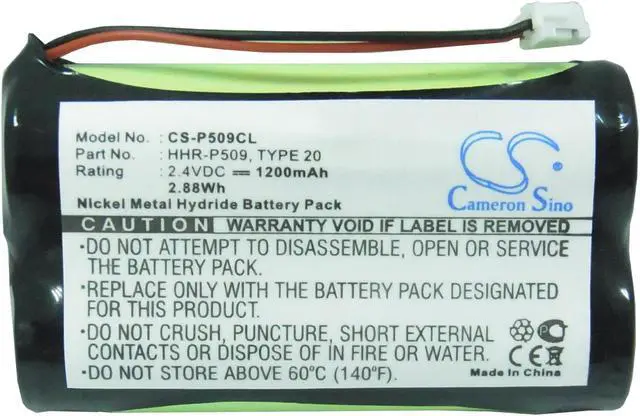 Model No. : CS-P509CL
Part No. : HHR-P509, TYPE 20
Rating : 2.4VDC ⎓ 1200mAh
2.88Wh
Nickel Metal Hydride Battery Pack
CS
Cameron Sino
CAUTION WARRANTY VOID IF LABEL IS REMOVED
•DO NOT ATTEMPT TO DISASSEMBLE, OPEN OR SERVICE
THE BATTERY PACK.
•REPLACE ONLY WITH THE BATTERY DESIGNATED FOR
THIS EQUIPMENT.
•DO NOT CRUSH, PUNCTURE, SHORT EXTERNAL
CONTACTS OR DISPOSE OF IN FIRE OR WATER.
•DO NOT STORE ABOVE 60°C (140°F).
CE
Made In China